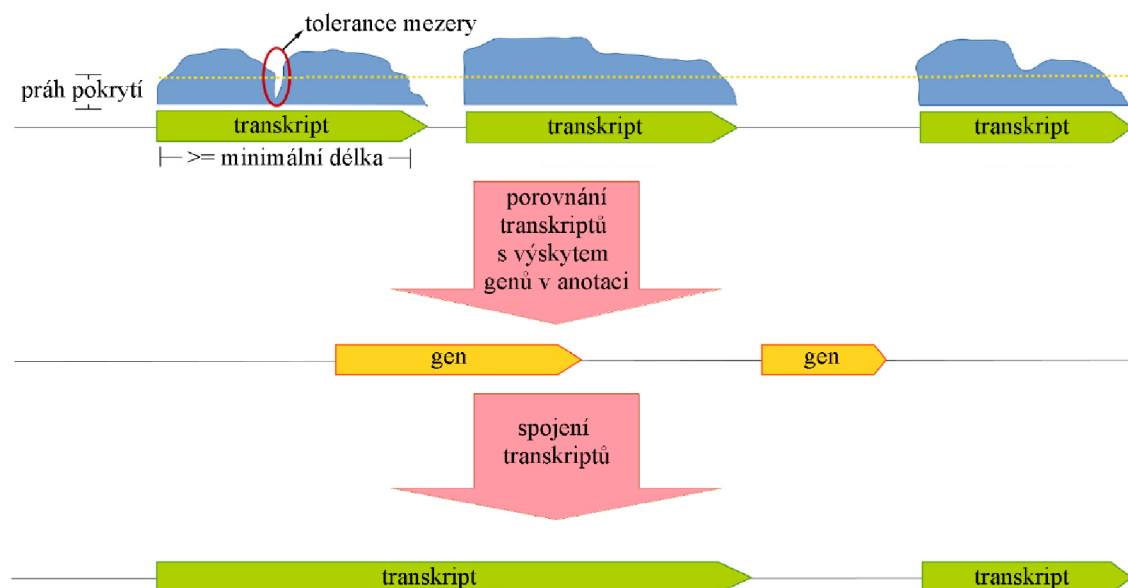 tolerance mezery
práh pokrytí
transkript
transkript
transkript
>= minimální délka
porovnání
transkriptů
s výskytem
genů v anotaci
gen
gen
spojení
transkriptů
transkript
transkript